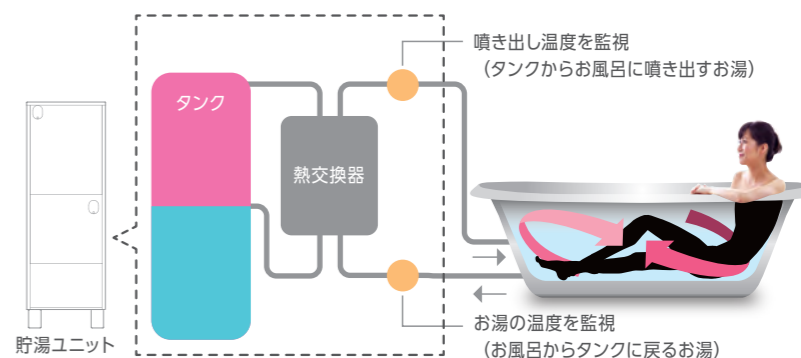 噴き出し温度を監視
（タンクからお風呂に噴き出すお湯）
タンク
熱交換器
お湯の温度を監視
（お風呂からタンクに戻るお湯）
貯湯ユニット